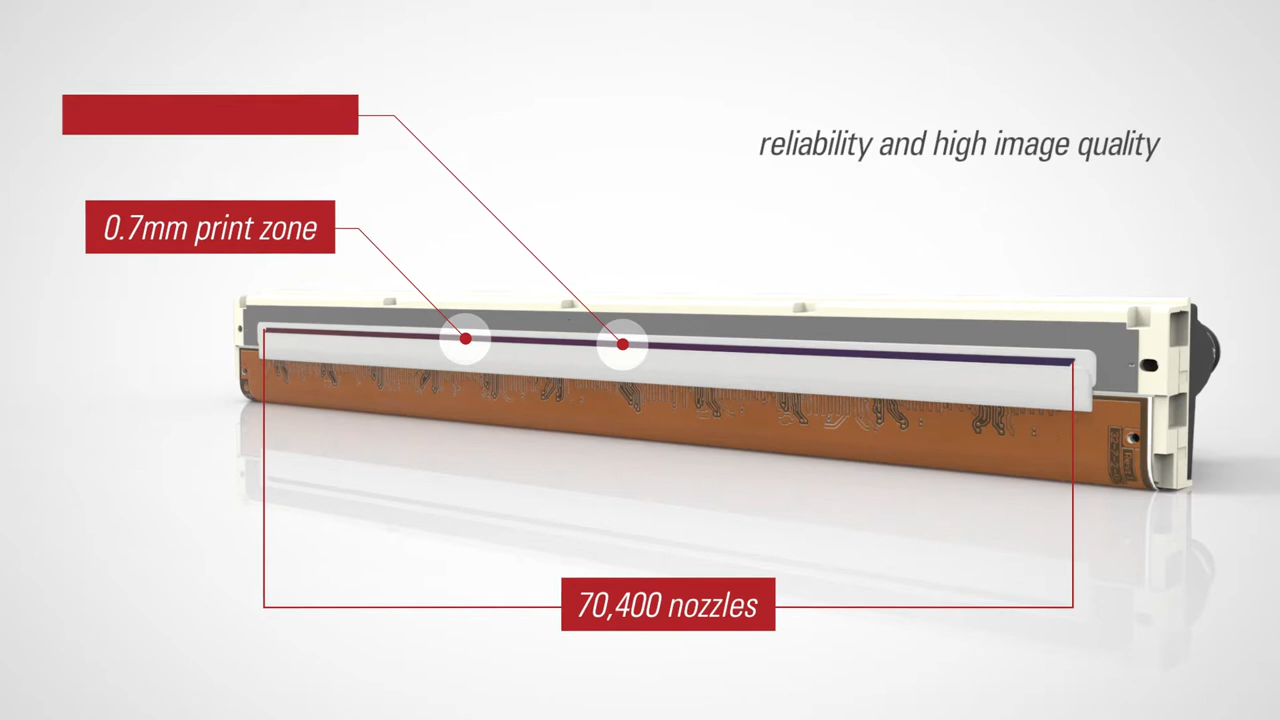 reliability and high image quality
0.7mm print zone
70,400 nozzles